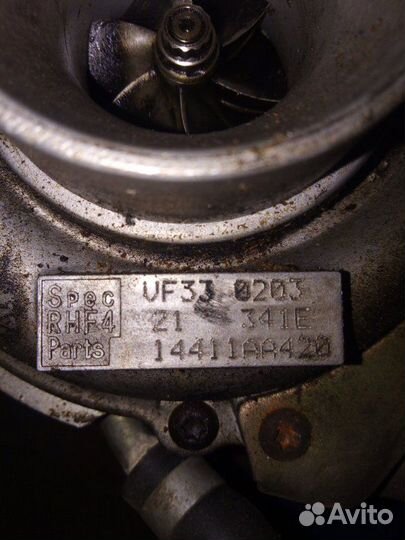 Spec
RHF4
Parts
VF33 0203
21 341E
14411AA420
Avito